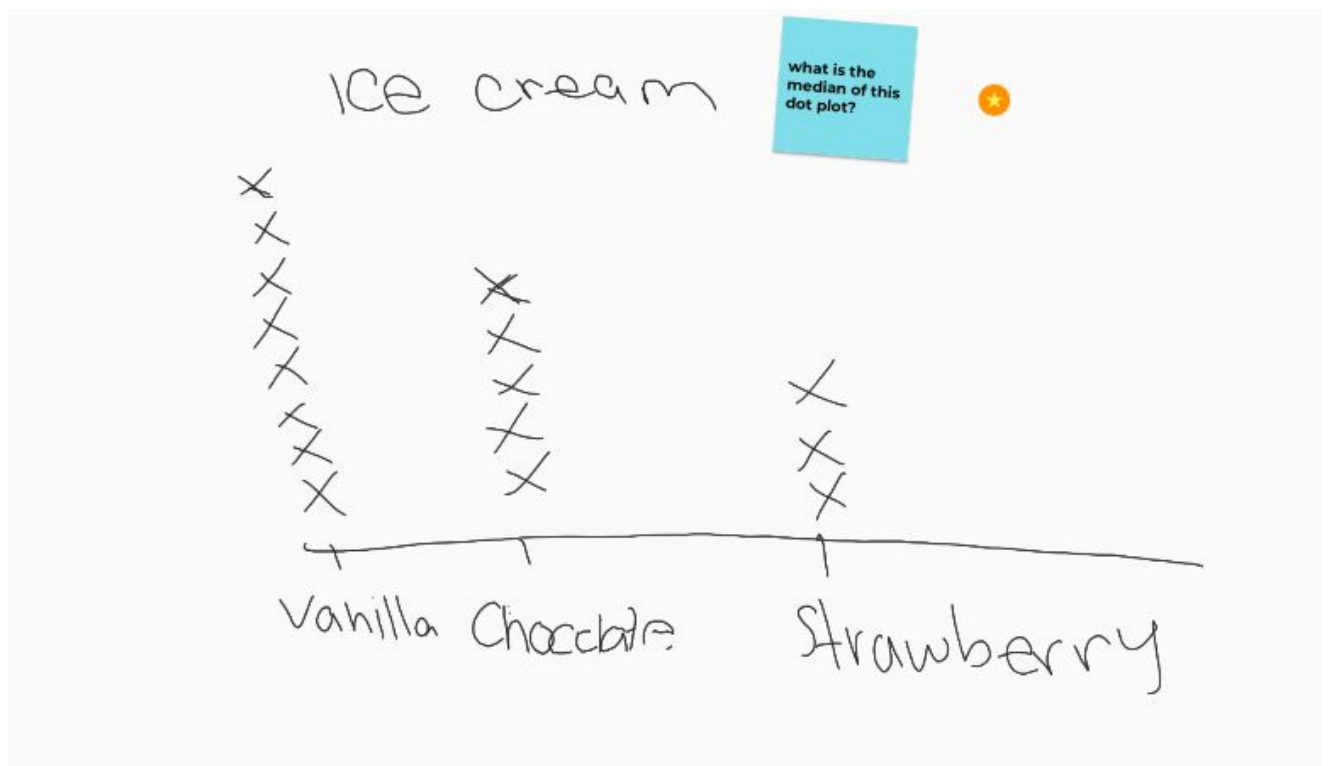 Ice cream
what is the
median of this
dot plot?
Vanilla Chocolate
Strawberry